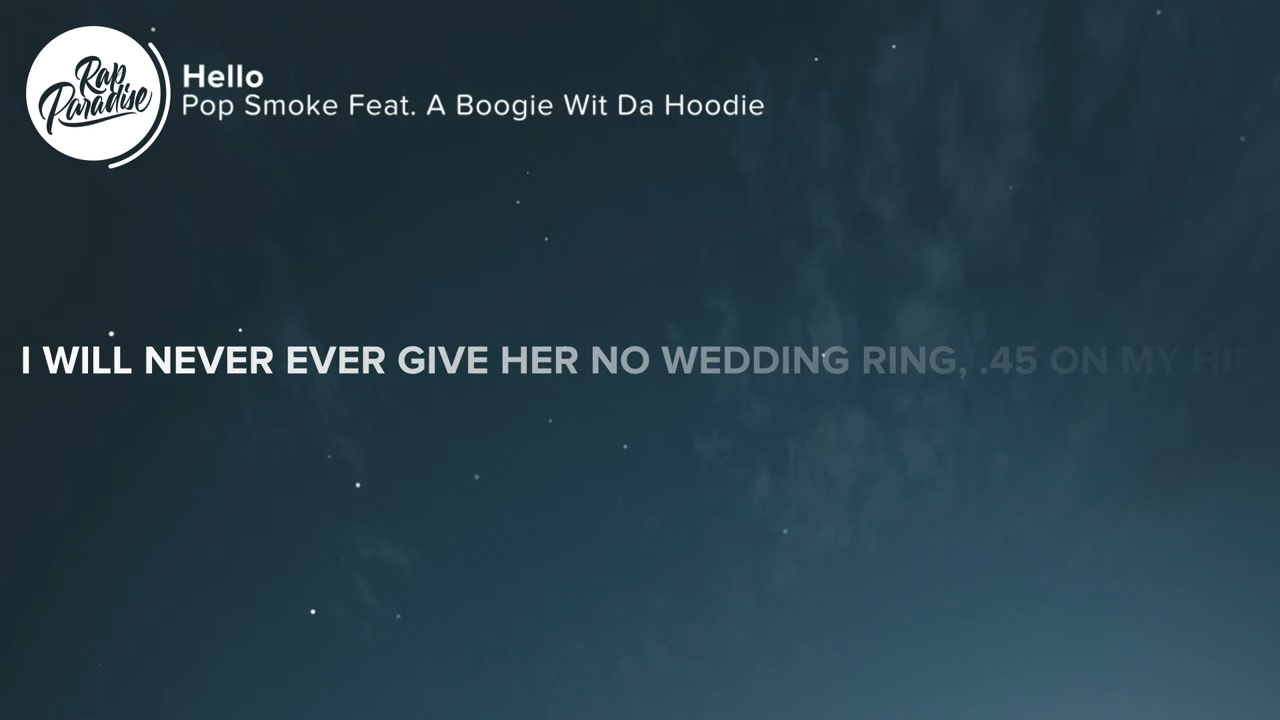 Rap
Paradise
Hello
Pop Smoke Feat. A Boogie Wit Da Hoodie
I WILL NEVER EVER GIVE HER NO WEDDING RING, .45 ON MY